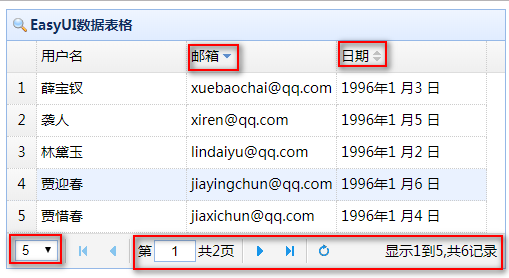 EasyUI数据表格
用户名 邮箱 日期
1 薛宝钗 xuebaochai@qq.com 1996年1 月3 日
2 袭人 xiren@qq.com 1996年1 月5 日
3 林黛玉 lindaiyu@qq.com 1996年1 月2 日
4 贾迎春 jiayingchun@qq.com 1996年1 月6 日
5 贾惜春 jiaxichun@qq.com 1996年1 月4 日
5 第 1 共2页 显示1到5,共6记录